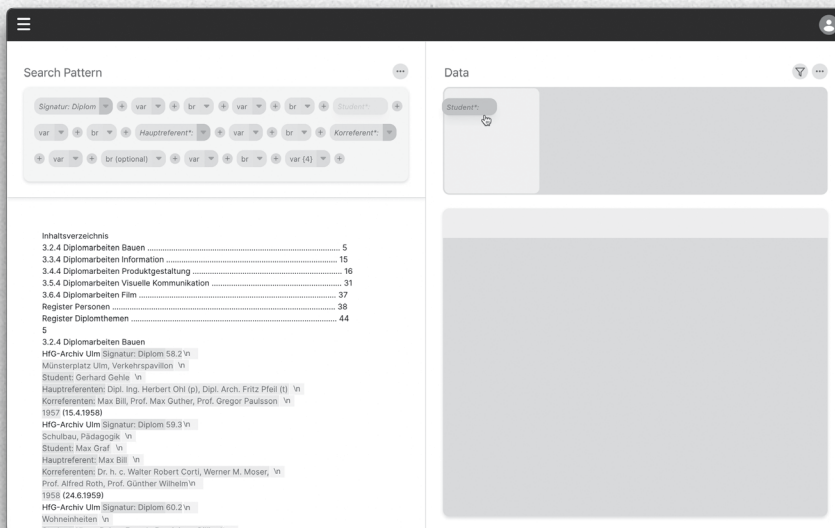 Search Pattern
Signatur: Diplom + var + br + var + br + Student*: +
var + br + Hauptreferent*: + var + br + Korreferent*:
+ var + br (optional) + var + br + var {4} +
Inhaltsverzeichnis
3.2.4 Diplomarbeiten Bauen ........................................................................................ 5
3.3.4 Diplomarbeiten Information ................................................................................ 15
3.4.4 Diplomarbeiten Produktgestaltung ..................................................................... 16
3.5.4 Diplomarbeiten Visuelle Kommunikation ........................................................... 31
3.6.4 Diplomarbeiten Film ............................................................................................ 37
Register Personen ........................................................................................................ 38
Register Diplomthemen ................................................................................................ 44
5
3.2.4 Diplomarbeiten Bauen
HfG-Archiv Ulm Signatur: Diplom 58.2 \n
Münsterplatz Ulm, Verkehrspavillon \n
Student: Gerhard Gehle \n
Hauptreferenten: Dipl. Ing. Herbert Ohl (p), Dipl. Arch. Fritz Pfeil (t) \n
Korreferenten: Max Bill, Prof. Max Guther, Prof. Gregor Paulsson \n
1957 (15.4.1958)
HfG-Archiv Ulm Signatur: Diplom 59.3 \n
Schulbau, Pädagogik \n
Student: Max Graf \n
Hauptreferent: Max Bill \n
Korreferenten: Dr. h. c. Walter Robert Corti, Werner M. Moser, \n
Prof. Alfred Roth, Prof. Günther Wilhelm \n
1958 (24.6.1959)
HfG-Archiv Ulm Signatur: Diplom 60.2 \n
Wohneinheiten \n
Data
Student*: